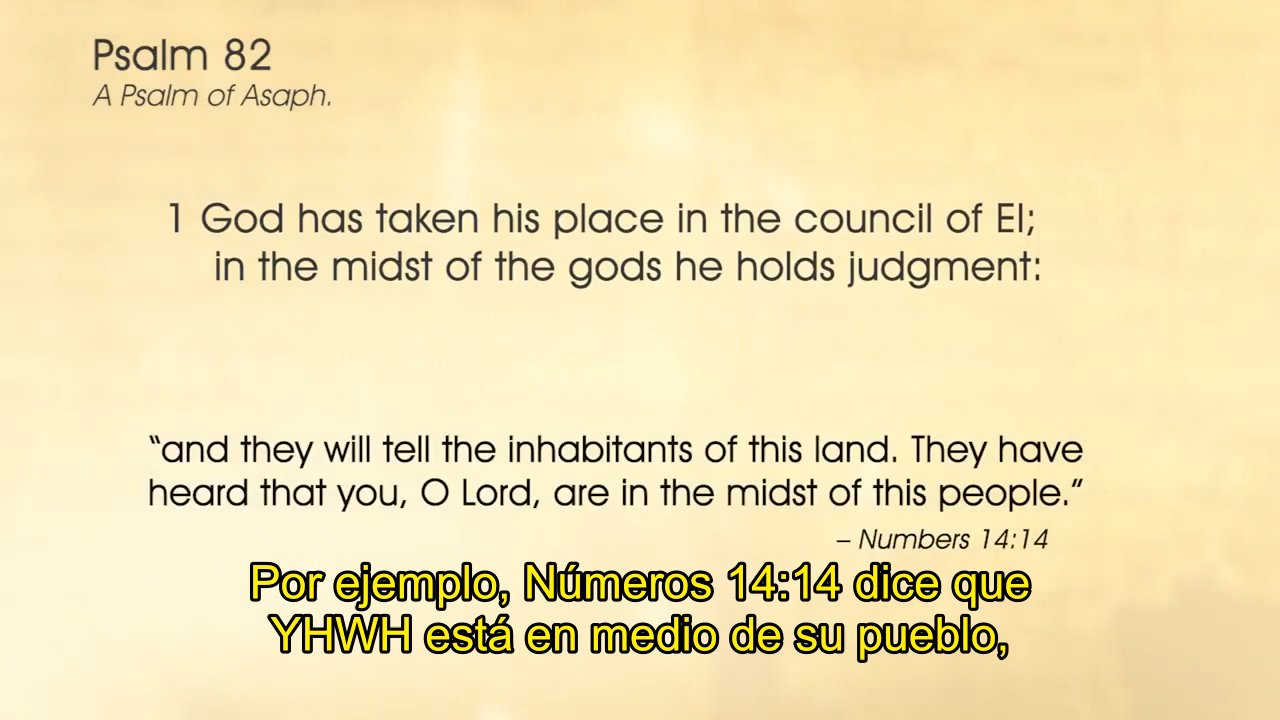 Psalm 82
A Psalm of Asaph.
1 God has taken his place in the council of El;
in the midst of the gods he holds judgment:
“and they will tell the inhabitants of this land. They have
heard that you, O Lord, are in the midst of this people.”
– Numbers 14:14
Por ejemplo, Números 14:14 dice que
YHWH está en medio de su pueblo,